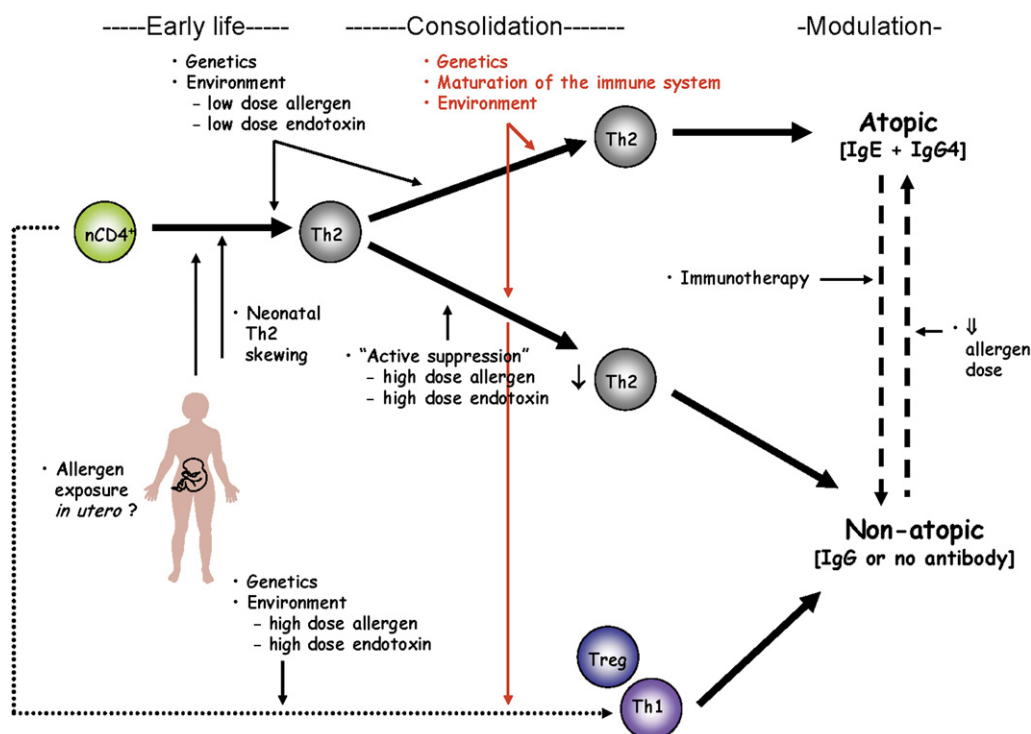 -----Early life-----
-------Consolidation-------
-Modulation-
· Genetics
· Environment
– low dose allergen
– low dose endotoxin
· Genetics
· Maturation of the immune system
· Environment
Th2
Atopic
[IgE + IgG4]
nCD4⁺
Th2
· Neonatal
Th2
skewing
· "Active suppression"
– high dose allergen
– high dose endotoxin
↓
Th2
· Immunotherapy
· ⇓
allergen
dose
· Allergen
exposure
in utero ?
Non-atopic
[IgG or no antibody]
· Genetics
· Environment
– high dose allergen
– high dose endotoxin
Treg
Th1